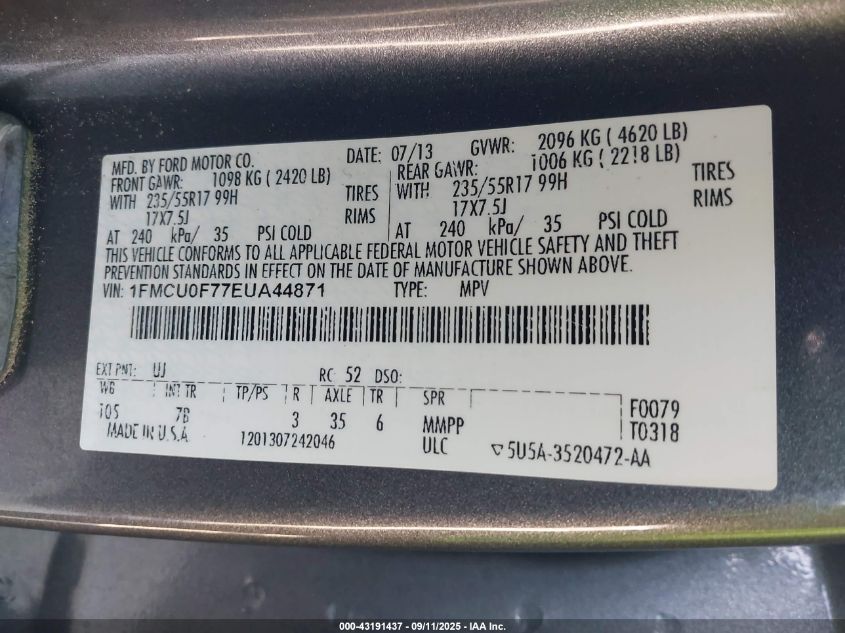 MFD. BY FORD MOTOR CO. DATE: 07/13 GVWR: 2096 KG ( 4620 LB)
FRONT GAWR: 1098 KG ( 2420 LB) REAR GAWR: 1006 KG ( 2218 LB)
WITH 235/55R17 99H TIRES WITH 235/55R17 99H TIRES
17X7.5J RIMS 17X7.5J RIMS
AT 240 kPa/ 35 PSI COLD AT 240 kPa/ 35 PSI COLD
THIS VEHICLE CONFORMS TO ALL APPLICABLE FEDERAL MOTOR VEHICLE SAFETY AND THEFT
PREVENTION STANDARDS IN EFFECT ON THE DATE OF MANUFACTURE SHOWN ABOVE.
VIN: 1FMCU0F77EUA44871 TYPE: MPV
EXT PNT: UJ RC: 52 DSO:
WB INT TR TP/PS R AXLE TR SPR
105 7B 3 35 6 MMPP F0079
MADE IN U.S.A. 1201307242046 ULC T0318
5U5A-3520472-AA
000-43191437 - 09/11/2025 - IAA Inc.